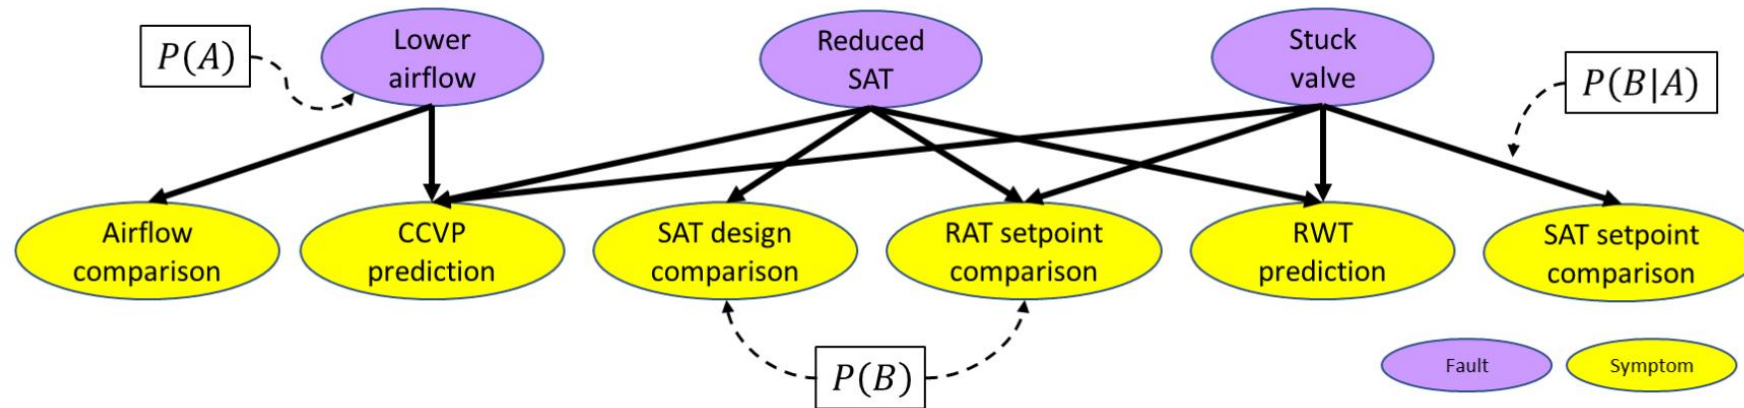 P(A)
Lower
airflow
Reduced
SAT
Stuck
valve
P(B|A)
Airflow
comparison
CCVP
prediction
SAT design
comparison
RAT setpoint
comparison
RWT
prediction
SAT setpoint
comparison
P(B)
Fault
Symptom